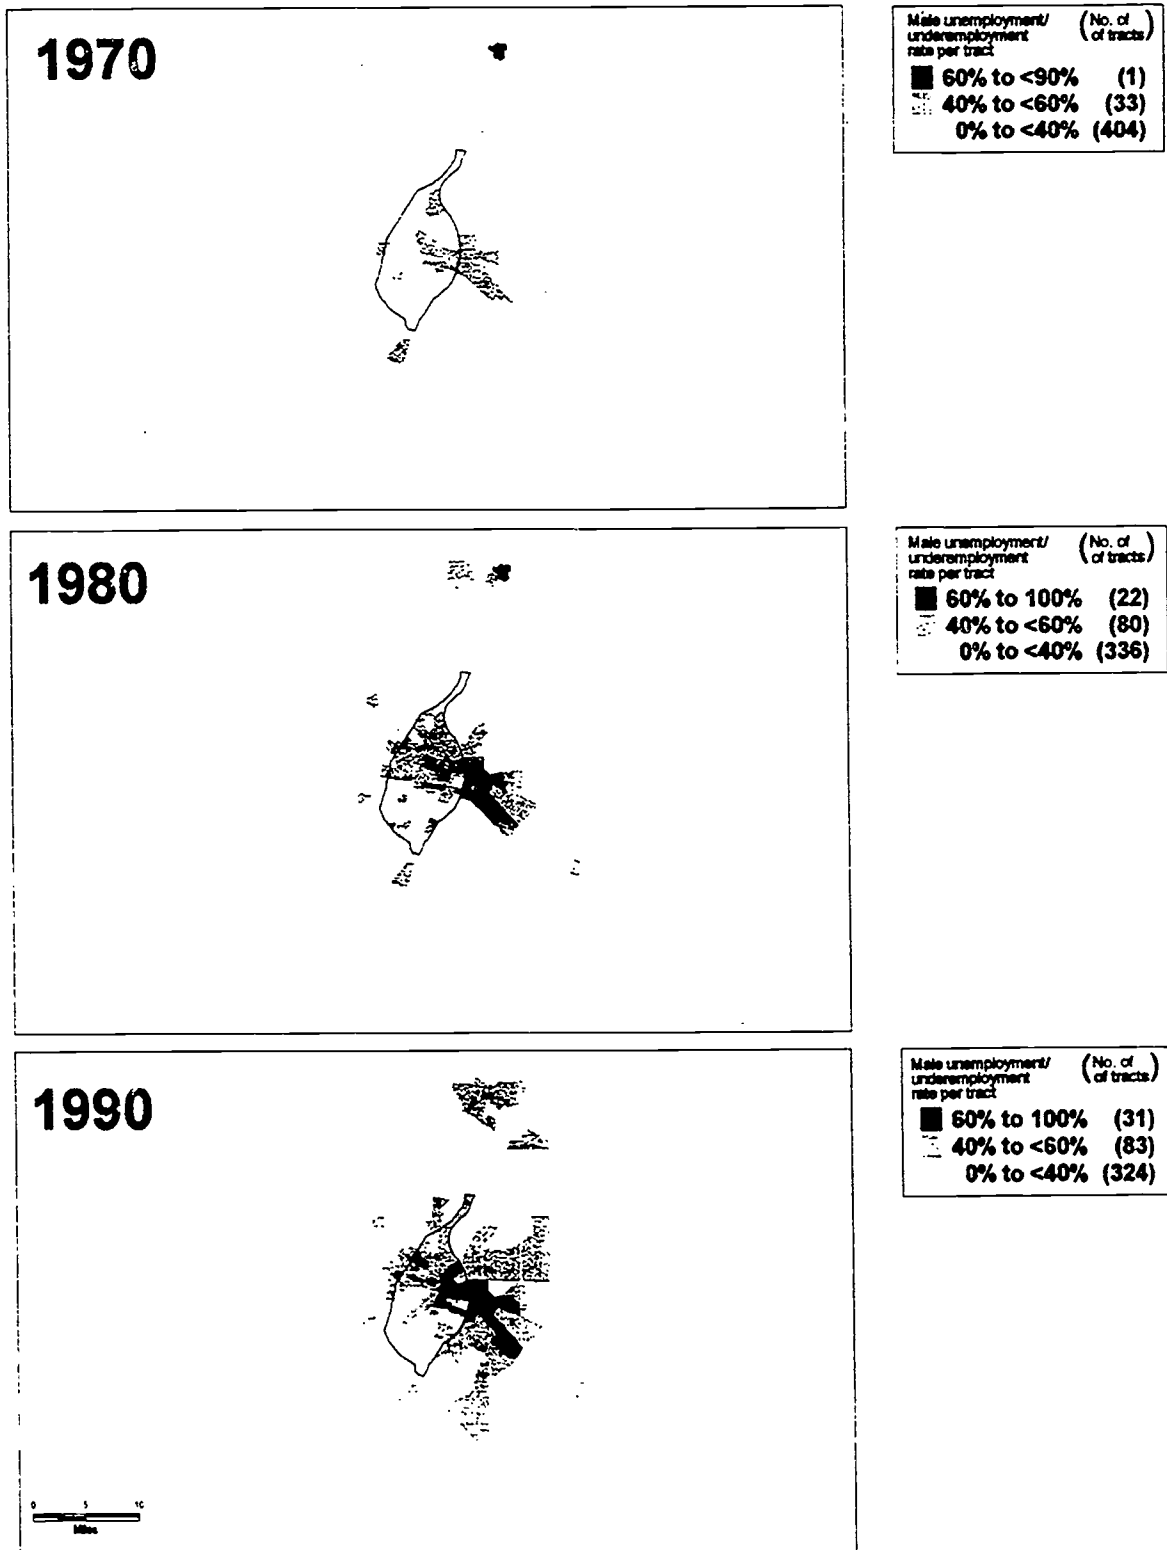 1970
Male unemployment/ (No. of
underemployment of tracts)
rate per tract
60% to <90% (1)
40% to <60% (33)
0% to <40% (404)
1980
Male unemployment/ (No. of
underemployment of tracts)
rate per tract
60% to 100% (22)
40% to <60% (80)
0% to <40% (336)
1990
Male unemployment/ (No. of
underemployment of tracts)
rate per tract
60% to 100% (31)
40% to <60% (83)
0% to <40% (324)
0 5 10
Miles